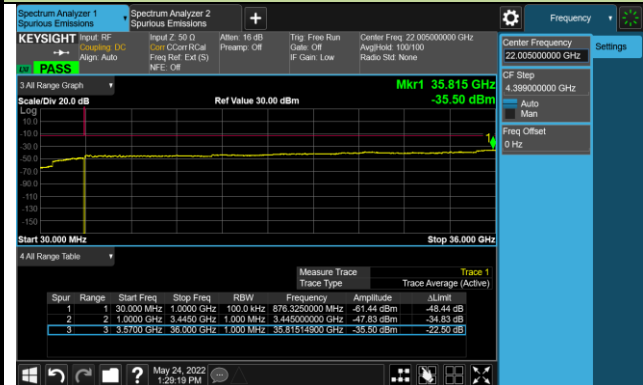 Spectrum Analyzer 1
Spurious Emissions
Spectrum Analyzer 2
Spurious Emissions
+
Frequency
KEYSIGHT
Input: RF
Coupling: DC
Align: Auto
Input Z: 50 Ω
Corr CCorr RCal
Freq Ref: Ext (S)
NFE: Off
Atten: 16 dB
Preamp: Off
Trig: Free Run
Gate: Off
IF Gain: Low
Center Freq: 22.005000000 GHz
Avg|Hold: 100/100
Radio Std: None
PASS
Center Frequency
22.005000000 GHz
Settings
CF Step
4.399000000 GHz
Auto
Man
Freq Offset
0 Hz
3 All Range Graph
Mkr1 35.815 GHz
Scale/Div 20.0 dB
Ref Value 30.00 dBm
-35.50 dBm
Log
10.0
-10.0
-30.0
-50.0
-70.0
-90.0
-110
-130
-150
1
Start 30.000 MHz
Stop 36.000 GHz
4 All Range Table
Measure Trace Trace 1
Trace Type Trace Average (Active)
Spur Range Start Freq Stop Freq RBW Frequency Amplitude ΔLimit
1 1 30.000 MHz 1.0000 GHz 100.0 kHz 876.3250000 MHz -61.44 dBm -48.44 dB
2 2 1.0000 GHz 3.4450 GHz 1.000 MHz 3.445000000 GHz -47.83 dBm -34.83 dB
3 3 3.5700 GHz 36.000 GHz 1.000 MHz 35.81514900 GHz -35.50 dBm -22.50 dB
?
May 24, 2022
1:29:19 PM